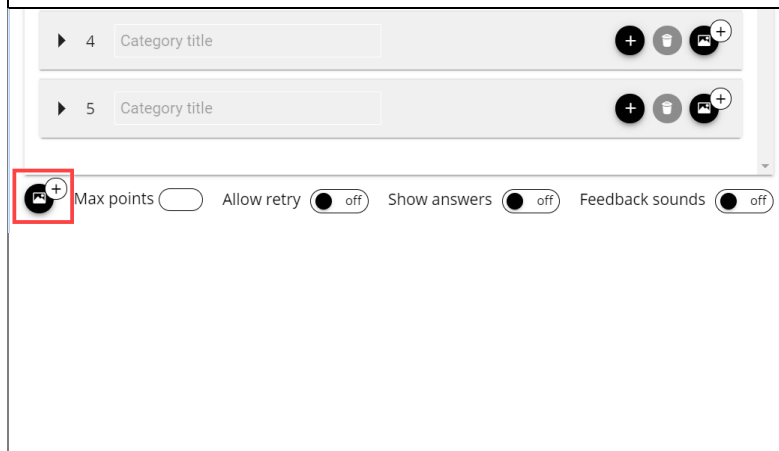 4 Category title
5 Category title
Max points Allow retry off Show answers off Feedback sounds off